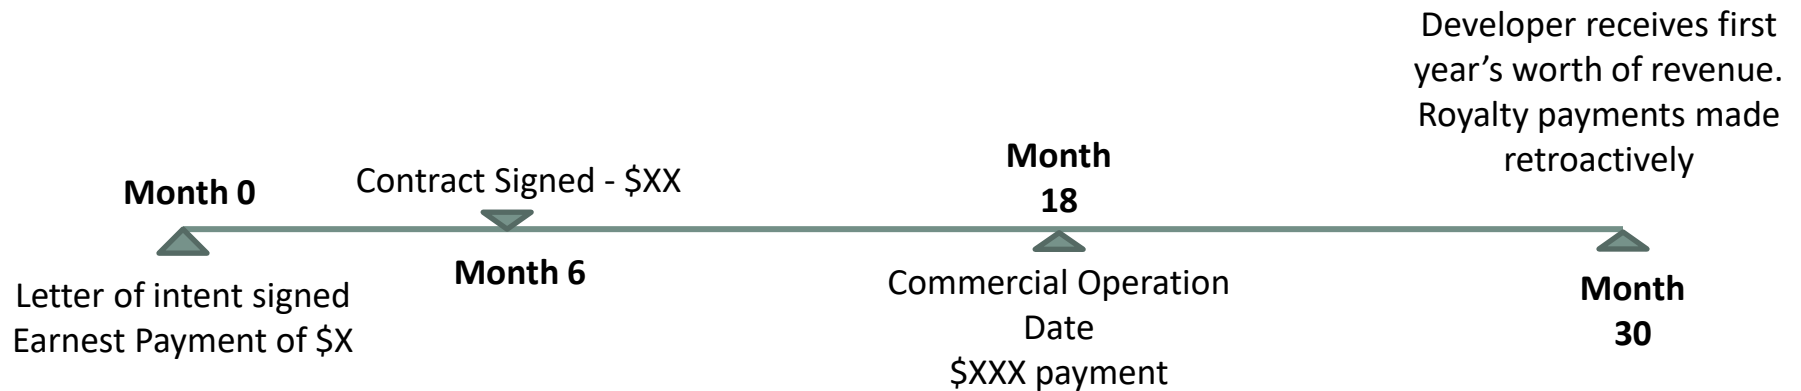 Month 0
Letter of intent signed
Earnest Payment of $X
Contract Signed - $XX
Month 6
Month
18
Commercial Operation
Date
$XXX payment
Developer receives first
year’s worth of revenue.
Royalty payments made
retroactively
Month
30